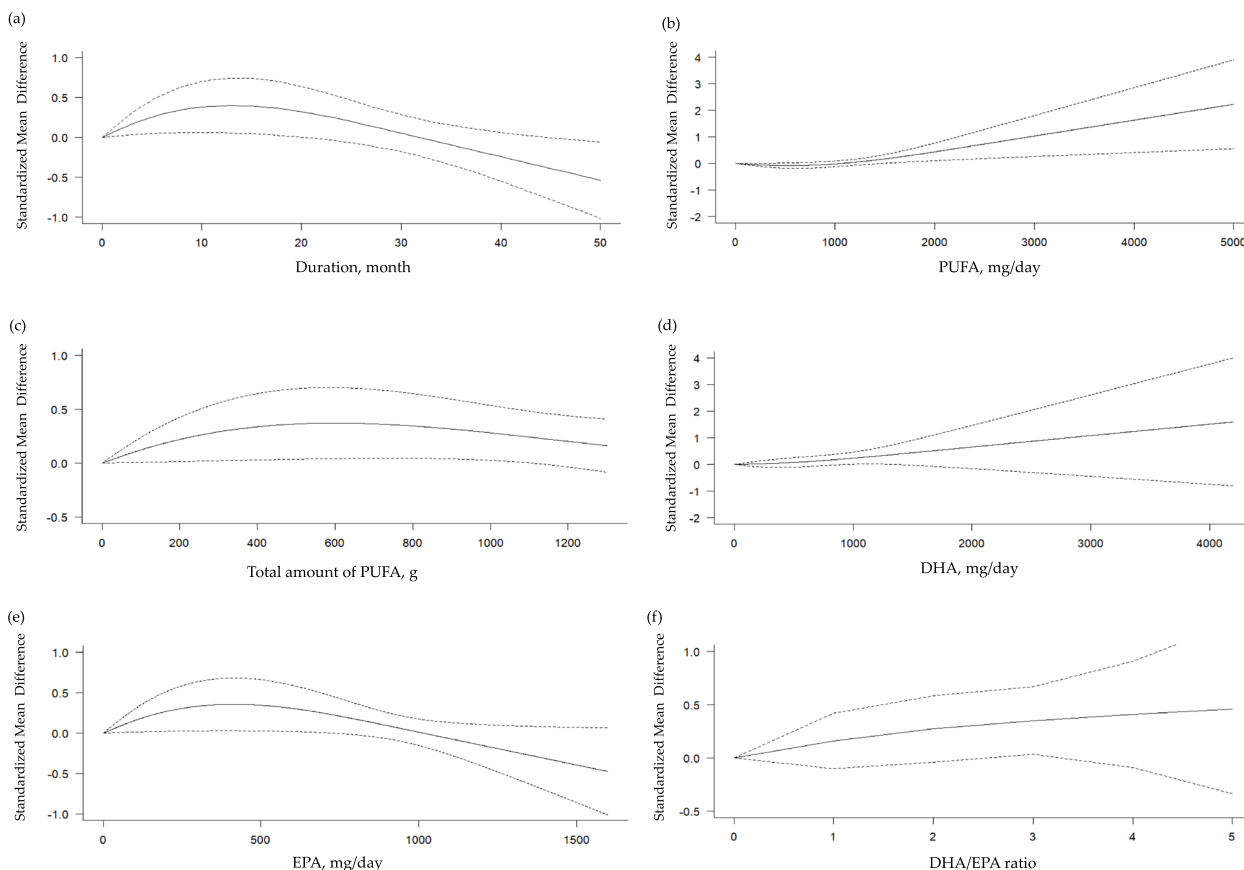 (a)
Standardized Mean Difference
1.0
0.5
0.0
-0.5
-1.0
0 10 20 30 40 50
Duration, month
(b)
Standardized Mean Difference
4
3
2
1
0
-1
-2
0 1000 2000 3000 4000 5000
PUFA, mg/day
(c)
Standardized Mean Difference
1.0
0.5
0.0
-0.5
0 200 400 600 800 1000 1200
Total amount of PUFA, g
(d)
Standardized Mean Difference
4
3
2
1
0
-1
-2
0 1000 2000 3000 4000
DHA, mg/day
(e)
Standardized Mean Difference
1.0
0.5
0.0
-0.5
-1.0
0 500 1000 1500
EPA, mg/day
(f)
Standardized Mean Difference
1.0
0.5
0.0
-0.5
0 1 2 3 4 5
DHA/EPA ratio